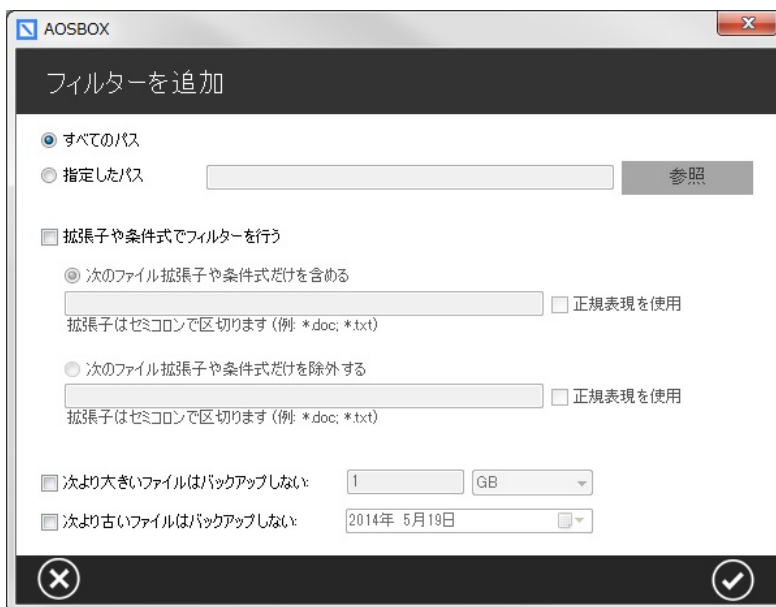 AOSBOX
フィルターを追加
すべてのパス
指定したパス 参照
拡張子や条件式でフィルターを行う
次のファイル拡張子や条件式だけを含める
正規表現を使用
拡張子はセミコロンで区切ります (例: *.doc; *.txt)
次のファイル拡張子や条件式だけを除外する
正規表現を使用
拡張子はセミコロンで区切ります (例: *.doc; *.txt)
次より大きいファイルはバックアップしない: 1 GB
次より古いファイルはバックアップしない: 2014年 5月19日